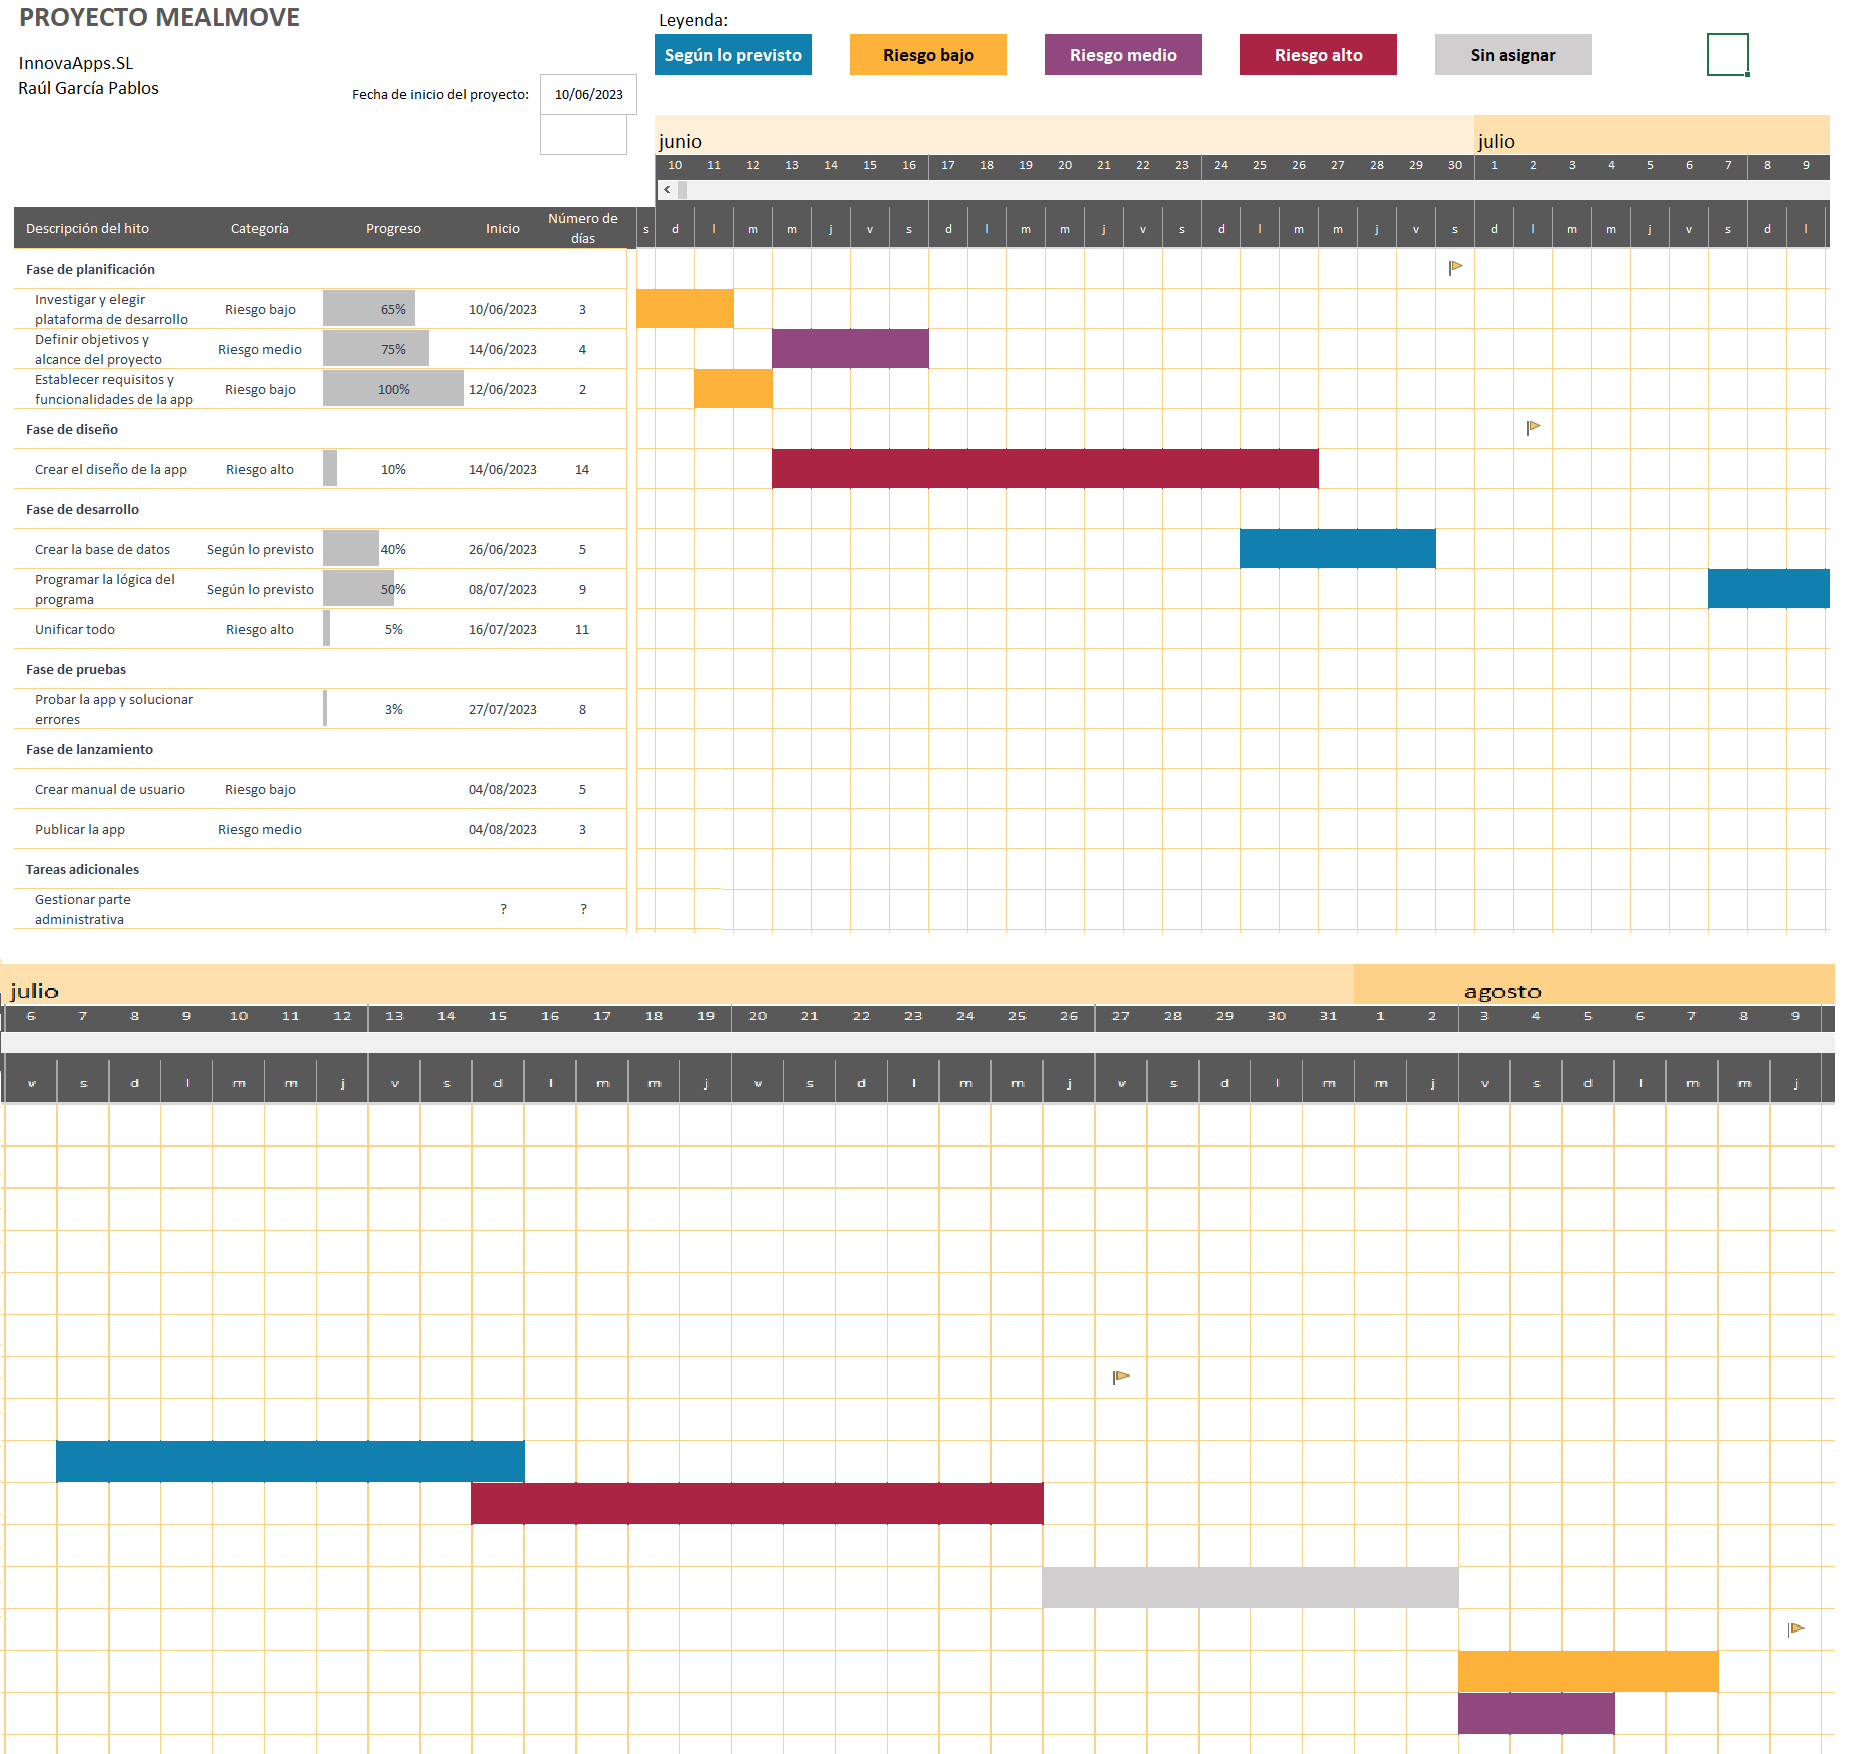 PROYECTO MEALMOVE
Leyenda:
Según lo previsto Riesgo bajo Riesgo medio Riesgo alto Sin asignar
InnovaApps.SL
Raúl García Pablos
Fecha de inicio del proyecto: 10/06/2023
junio julio
10 11 12 13 14 15 16 17 18 19 20 21 22 23 24 25 26 27 28 29 30 1 2 3 4 5 6 7 8 9
<
Descripción del hito Categoría Progreso Inicio Número de días s d l m m j v s d l m m j v s d l m m j v s d l m m j v s d l
Fase de planificación
Investigar y elegir
plataforma de desarrollo Riesgo bajo 65% 10/06/2023 3
Definir objetivos y
alcance del proyecto Riesgo medio 75% 14/06/2023 4
Establecer requisitos y
funcionalidades de la app Riesgo bajo 100% 12/06/2023 2
Fase de diseño
Crear el diseño de la app Riesgo alto 10% 14/06/2023 14
Fase de desarrollo
Crear la base de datos Según lo previsto 40% 26/06/2023 5
Programar la lógica del
programa Según lo previsto 50% 08/07/2023 9
Unificar todo Riesgo alto 5% 16/07/2023 11
Fase de pruebas
Probar la app y solucionar
errores 3% 27/07/2023 8
Fase de lanzamiento
Crear manual de usuario Riesgo bajo 04/08/2023 5
Publicar la app Riesgo medio 04/08/2023 3
Tareas adicionales
Gestionar parte
administrativa ? ?
julio agosto
6 7 8 9 10 11 12 13 14 15 16 17 18 19 20 21 22 23 24 25 26 27 28 29 30 31 1 2 3 4 5 6 7 8 9
v s d l m m j v s d l m m j v s d l m m j v s d l m m j v s d l m m j